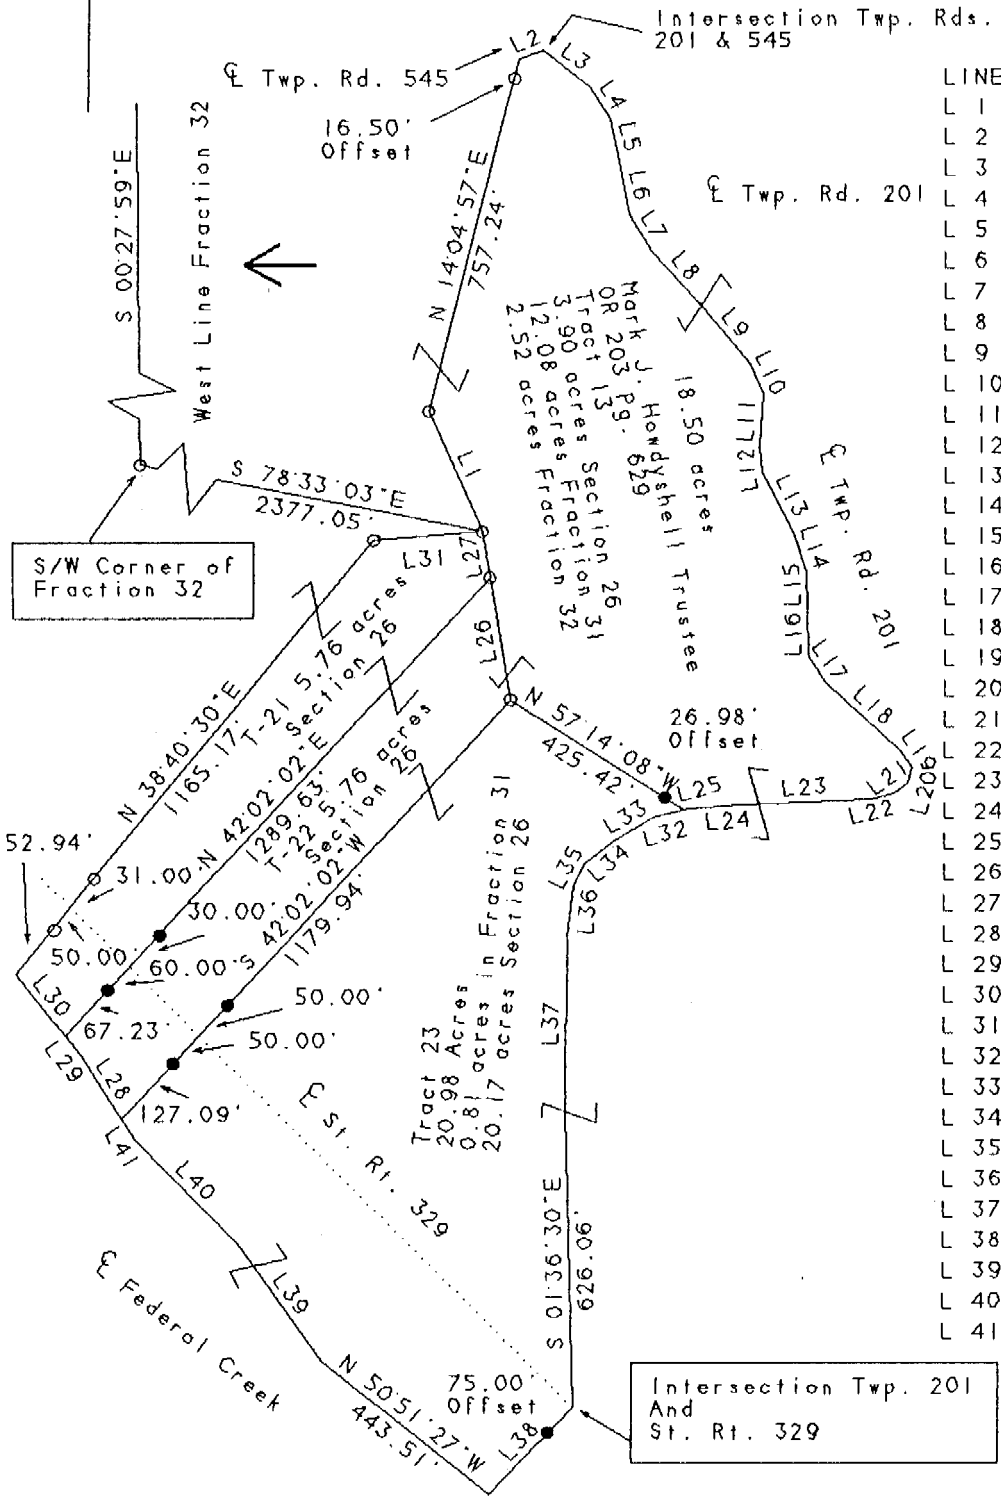 Intersection Twp. Rds.
201 & 545
L2
L3
℄ Twp. Rd. 545
L4
16.50'
Offset
L5
L6
℄ Twp. Rd. 201
L7
L8
S 00°27'59"E
West Line Fraction 32
N 14°04'57"E
757.24'
L9
L10
L11
L12
Mark J. Howdyshell Trustee
OR 203 pg. 629
Tract 13 18.50 acres
3.90 acres Section 26
12.08 acres Fraction 31
2.52 acres Fraction 32
℄ Twp. Rd. 201
L1
L13
L14
S 78°33'03"E
2377.05'
S/W Corner of
Fraction 32
L31
L27
L15
L16
L26
L17
L18
N 38°40'30"E
1165.17'
T-21 5.76 acres
Section 26
N 42°02'02"E
1289.63'
T-22 5.76 acres
Section 26
S 42°02'02"W
1179.94'
N 57°14'08"W
425.42'
26.98'
Offset
L19
L206
L21
L22
L23
L24
L25
L32
L33
L34
L35
L36
L37
52.94'
31.00'
30.00'
50.00'
60.00'
50.00'
67.23'
50.00'
127.09'
L30
L29
L28
L41
L40
L39
Tract 23
20.98 Acres
0.81 acres in Fraction 31
20.17 acres Section 26
℄ St. Rt. 329
℄ Federal Creek
S 01°36'30"E
626.06'
N 50°51'27"W
443.51'
75.00'
Offset
L38
Intersection Twp. 201
And
St. Rt. 329
LINE
L 1
L 2
L 3
L 4
L 5
L 6
L 7
L 8
L 9
L 10
L 11
L 12
L 13
L 14
L 15
L 16
L 17
L 18
L 19
L 20
L 21
L 22
L 23
L 24
L 25
L 26
L 27
L 28
L 29
L 30
L 31
L 32
L 33
L 34
L 35
L 36
L 37
L 38
L 39
L 40
L 41